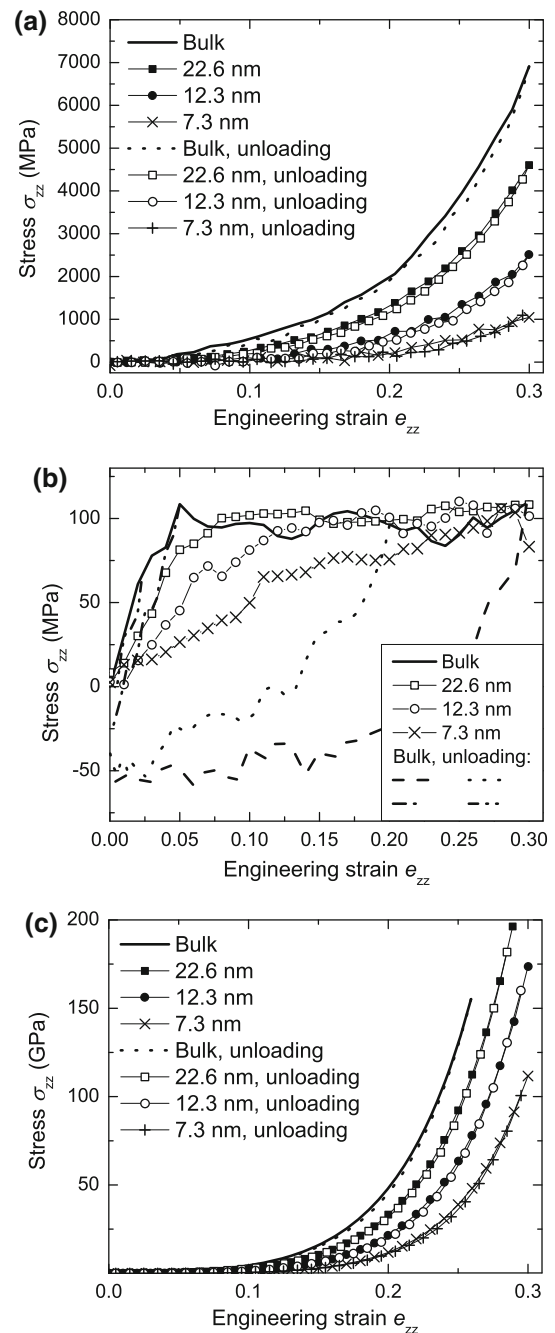 (a)
8000
7000
6000
5000
4000
3000
2000
1000
0
Stress σzz (MPa)
Bulk
22.6 nm
12.3 nm
7.3 nm
Bulk, unloading
22.6 nm, unloading
12.3 nm, unloading
7.3 nm, unloading
0.0 0.1 0.2 0.3
Engineering strain ezz
(b)
100
50
0
-50
Stress σzz (MPa)
Bulk
22.6 nm
12.3 nm
7.3 nm
Bulk, unloading:
0.00 0.05 0.10 0.15 0.20 0.25 0.30
Engineering strain ezz
(c)
200
150
100
50
Stress σzz (GPa)
Bulk
22.6 nm
12.3 nm
7.3 nm
Bulk, unloading
22.6 nm, unloading
12.3 nm, unloading
7.3 nm, unloading
0.0 0.1 0.2 0.3
Engineering strain ezz